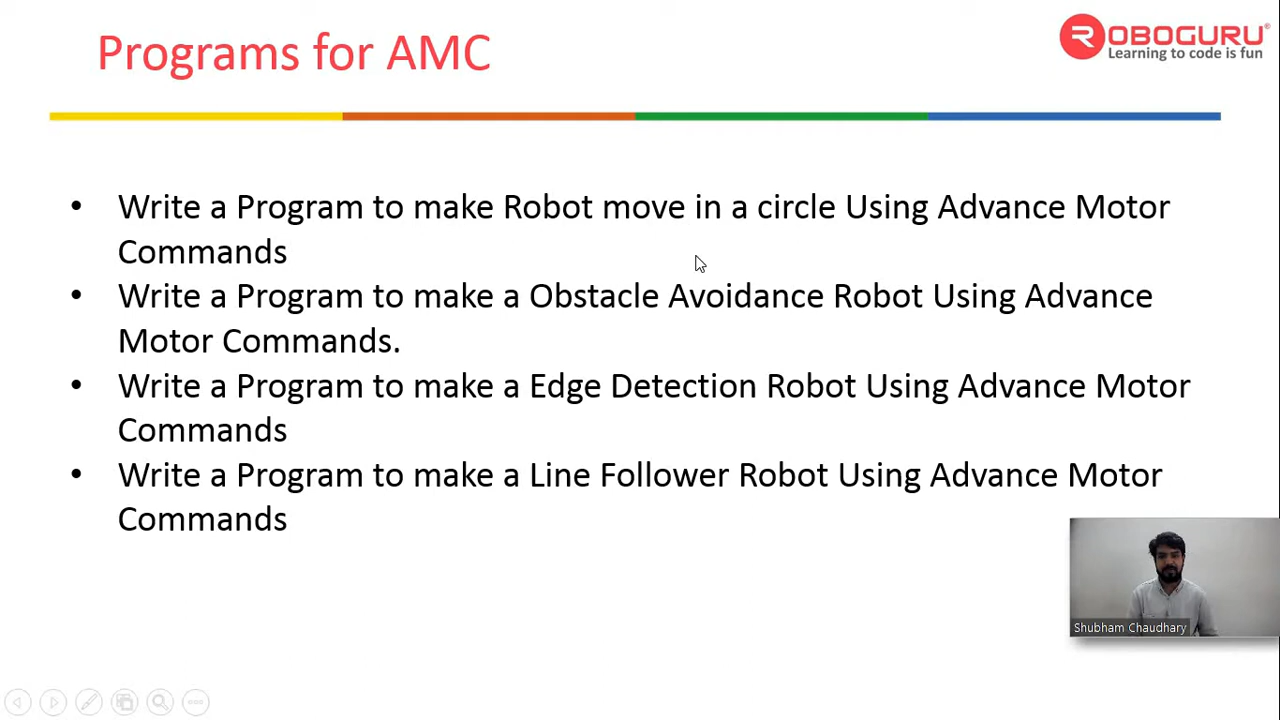 Programs for AMC
ROBOGURU®
Learning to code is fun
• Write a Program to make Robot move in a circle Using Advance Motor
Commands
• Write a Program to make a Obstacle Avoidance Robot Using Advance
Motor Commands.
• Write a Program to make a Edge Detection Robot Using Advance Motor
Commands
• Write a Program to make a Line Follower Robot Using Advance Motor
Commands
Shubham Chaudhary